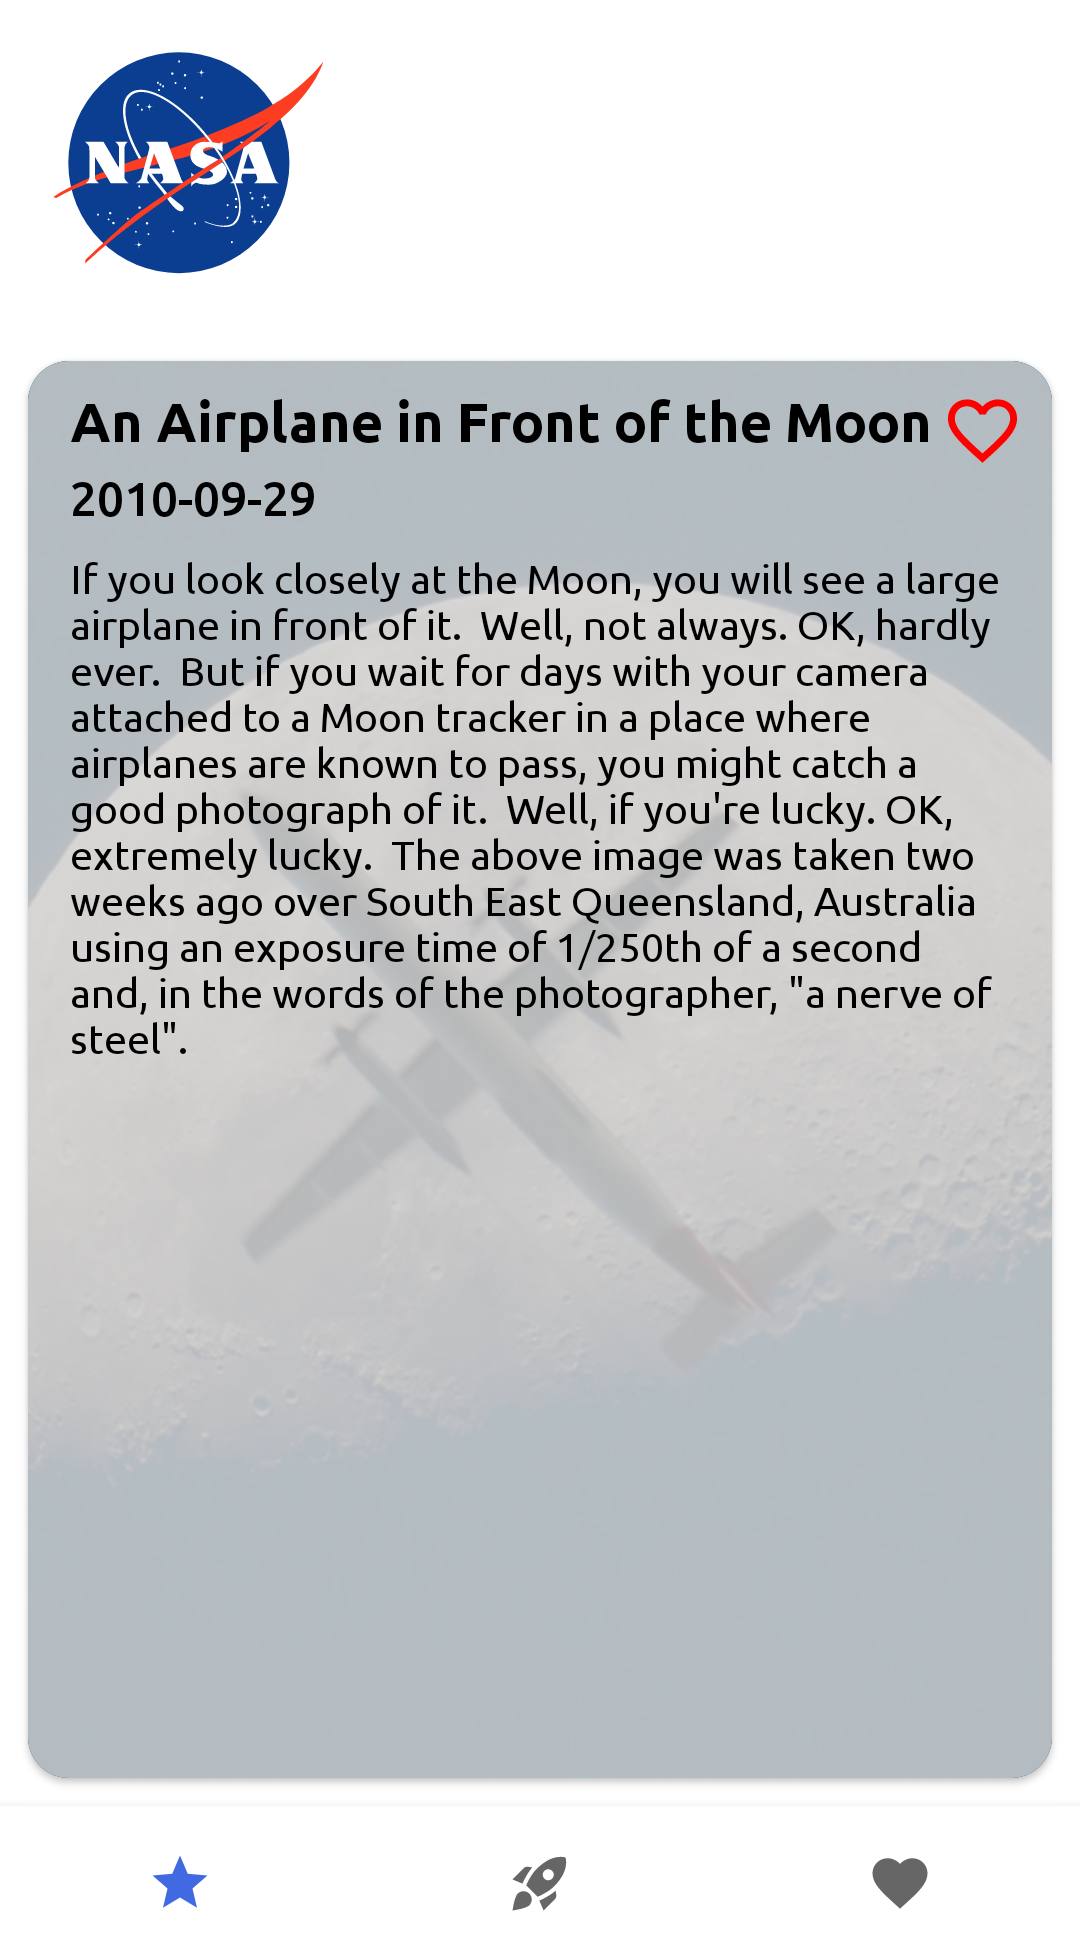 NASA
An Airplane in Front of the Moon
2010-09-29
If you look closely at the Moon, you will see a large
airplane in front of it.  Well, not always. OK, hardly
ever.  But if you wait for days with your camera
attached to a Moon tracker in a place where
airplanes are known to pass, you might catch a
good photograph of it.  Well, if you're lucky. OK,
extremely lucky.  The above image was taken two
weeks ago over South East Queensland, Australia
using an exposure time of 1/250th of a second
and, in the words of the photographer, "a nerve of
steel".